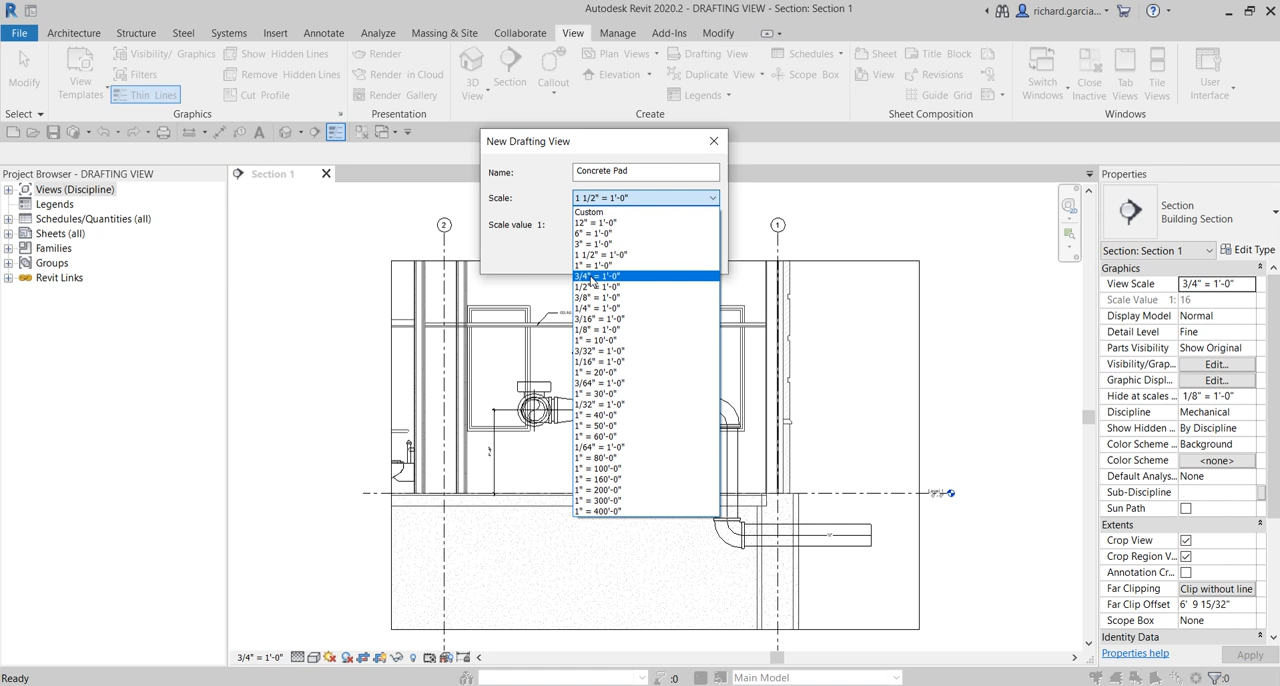 Autodesk Revit 2020.2 - DRAFTING VIEW - Section: Section 1
richard.garcia...
File Architecture Structure Steel Systems Insert Annotate Analyze Massing & Site Collaborate View Manage Add-Ins Modify
Modify
View Templates
Visibility/ Graphics
Filters
Thin Lines
Show Hidden Lines
Remove Hidden Lines
Cut Profile
Render
Render in Cloud
Render Gallery
3D View
Section
Callout
Plan Views
Elevation
Drafting View
Duplicate View
Legends
Schedules
Scope Box
Sheet
View
Title Block
Revisions
Guide Grid
Switch Windows
Close Inactive
Tab Views
Tile Views
User Interface
Select Graphics Presentation Create Sheet Composition Windows
Project Browser - DRAFTING VIEW
Views (Discipline)
Legends
Schedules/Quantities (all)
Sheets (all)
Families
Groups
Revit Links
Section 1
New Drafting View
Name: Concrete Pad
Scale: 1 1/2" = 1'-0"
Scale value 1:
Custom
12" = 1'-0"
6" = 1'-0"
3" = 1'-0"
1 1/2" = 1'-0"
1" = 1'-0"
3/4" = 1'-0"
1/2" = 1'-0"
3/8" = 1'-0"
1/4" = 1'-0"
3/16" = 1'-0"
1/8" = 1'-0"
1" = 10'-0"
3/32" = 1'-0"
1/16" = 1'-0"
1" = 20'-0"
3/64" = 1'-0"
1" = 30'-0"
1/32" = 1'-0"
1" = 40'-0"
1" = 50'-0"
1" = 60'-0"
1/64" = 1'-0"
1" = 80'-0"
1" = 100'-0"
1" = 160'-0"
1" = 200'-0"
1" = 300'-0"
1" = 400'-0"
2
1
Properties
Section
Building Section
Section: Section 1 Edit Type
Graphics
View Scale 3/4" = 1'-0"
Scale Value 1: 16
Display Model Normal
Detail Level Fine
Parts Visibility Show Original
Visibility/Grap... Edit...
Graphic Displ... Edit...
Hide at scales ... 1/8" = 1'-0"
Discipline Mechanical
Show Hidden ... By Discipline
Color Scheme ... Background
Color Scheme <none>
Default Analys... None
Sub-Discipline
Sun Path
Extents
Crop View
Crop Region V...
Annotation Cr...
Far Clipping Clip without line
Far Clip Offset 6' 9 15/32"
Scope Box None
Identity Data
Properties help Apply
3/4" = 1'-0"
Ready
:0
Main Model
:0